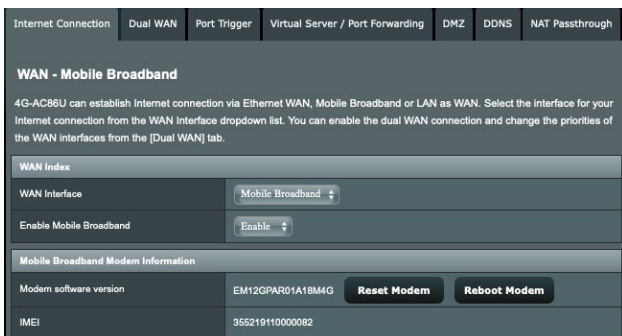 Internet Connection Dual WAN Port Trigger Virtual Server / Port Forwarding DMZ DDNS NAT Passthrough
WAN - Mobile Broadband
4G-AC86U can establish Internet connection via Ethernet WAN, Mobile Broadband or LAN as WAN. Select the interface for your
Internet connection from the WAN Interface dropdown list. You can enable the dual WAN connection and change the priorities of
the WAN interfaces from the [Dual WAN] tab.
WAN Index
WAN Interface Mobile Broadband
Enable Mobile Broadband Enable
Mobile Broadband Modem Information
Modem software version EM12GPAR01A18M4G Reset Modem Reboot Modem
IMEI 355219110000082